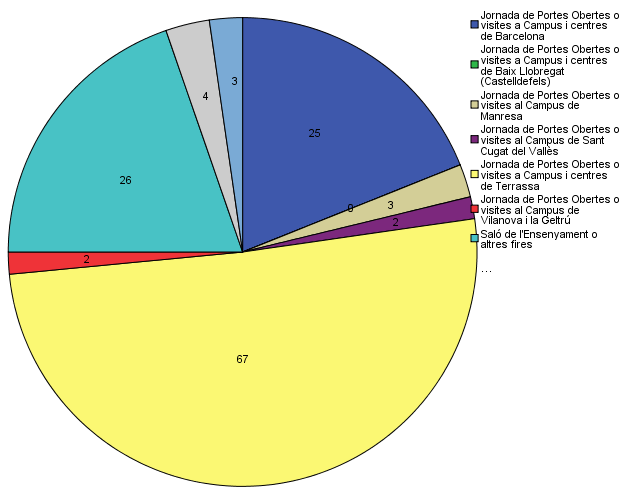 Jornada de Portes Obertes o
visites a Campus i centres
de Barcelona
Jornada de Portes Obertes o
visites a Campus i centres
de Baix Llobregat
(Castelldefels)
Jornada de Portes Obertes o
visites al Campus de
Manresa
Jornada de Portes Obertes o
visites al Campus de Sant
Cugat del Vallès
Jornada de Portes Obertes o
visites a Campus i centres
de Terrassa
Jornada de Portes Obertes o
visites al Campus de
Vilanova i la Geltrú
Saló de l'Ensenyament o
altres fires
...
3
4
25
26
0
3
2
2
67